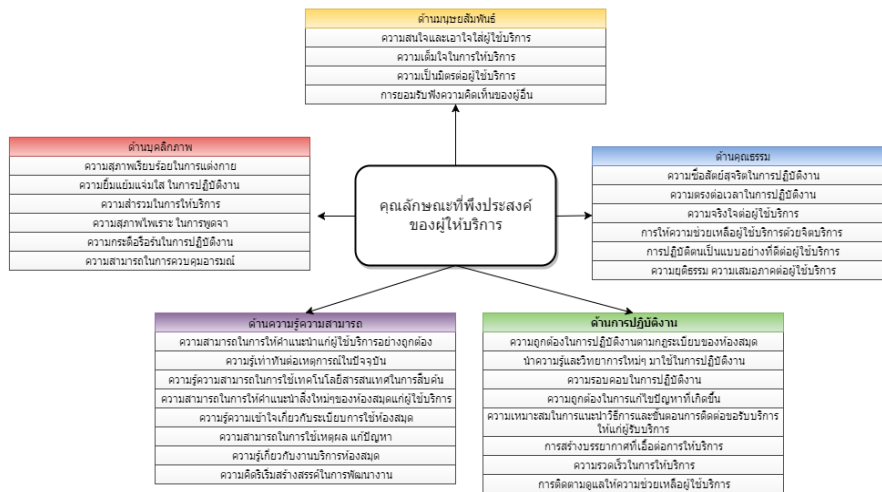 ด้านมนุษยสัมพันธ์
ความสนใจและเอาใจใส่ผู้ใช้บริการ
ความเต็มใจในการให้บริการ
ความเป็นมิตรต่อผู้ใช้บริการ
การยอมรับฟังความคิดเห็นของผู้อื่น
ด้านบุคลิกภาพ
ความสุภาพเรียบร้อยในการแต่งกาย
ความยิ้มแย้มแจ่มใส ในการปฏิบัติงาน
ความสำรวมในการให้บริการ
ความสุภาพไพเราะ ในการพูดจา
ความกระตือรือร้นในการปฏิบัติงาน
ความสามารถในการควบคุมอารมณ์
คุณลักษณะที่พึงประสงค์
ของผู้ให้บริการ
ด้านคุณธรรม
ความซื่อสัตย์สุจริตในการปฏิบัติงาน
ความตรงต่อเวลาในการปฏิบัติงาน
ความจริงใจต่อผู้ใช้บริการ
การให้ความช่วยเหลือผู้ใช้บริการด้วยจิตบริการ
การปฏิบัติตนเป็นแบบอย่างที่ดีต่อผู้ใช้บริการ
ความยุติธรรม ความเสมอภาคต่อผู้ใช้บริการ
ด้านความรู้ความสามารถ
ความสามารถในการให้คำแนะนำแก่ผู้ใช้บริการอย่างถูกต้อง
ความรู้เท่าทันต่อเหตุการณ์ในปัจจุบัน
ความรู้ความสามารถในการใช้เทคโนโลยีสารสนเทศในการสืบค้น
ความสามารถในการให้คำแนะนำสิ่งใหม่ๆของห้องสมุดแก่ผู้ใช้บริการ
ความรู้ความเข้าใจเกี่ยวกับระเบียบการใช้ห้องสมุด
ความสามารถในการใช้เหตุผล แก้ปัญหา
ความรู้เกี่ยวกับงานบริการห้องสมุด
ความคิดริเริ่มสร้างสรรค์ในการพัฒนางาน
ด้านการปฏิบัติงาน
ความถูกต้องในการปฏิบัติงานตามกฎระเบียบของห้องสมุด
นำความรู้และวิทยาการใหม่ๆ มาใช้ในการปฏิบัติงาน
ความรอบคอบในการปฏิบัติงาน
ความถูกต้องในการแก้ไขปัญหาที่เกิดขึ้น
ความเหมาะสมในการแนะนำวิธีการและขั้นตอนการติดต่อขอรับบริการ
ให้แก่ผู้รับบริการ
การสร้างบรรยากาศที่เอื้อต่อการให้บริการ
ความรวดเร็วในการให้บริการ
การติดตามดูแลให้ความช่วยเหลือผู้ใช้บริการ